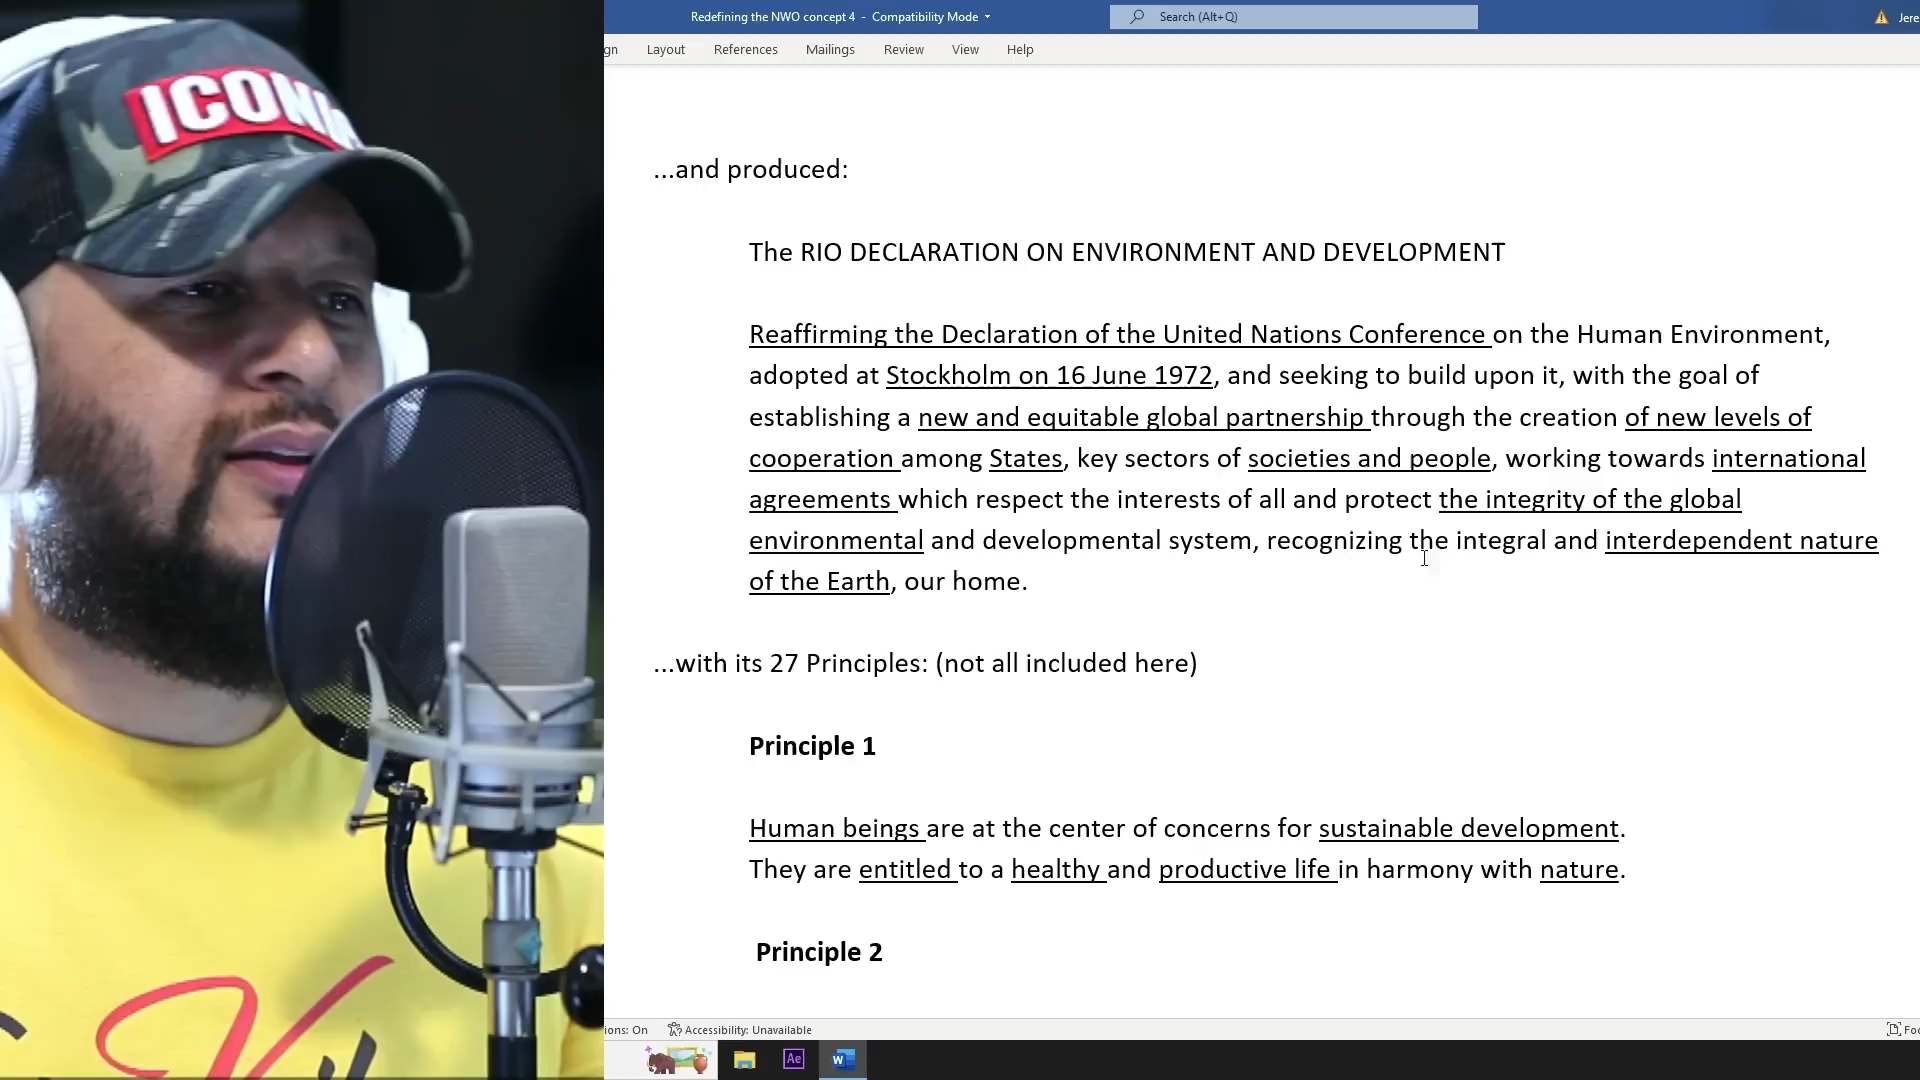 ICONI
Redefining the NWO concept 4 - Compatibility Mode
Search (Alt+Q)
Jere
gn Layout References Mailings Review View Help
...and produced:
The RIO DECLARATION ON ENVIRONMENT AND DEVELOPMENT
Reaffirming the Declaration of the United Nations Conference on the Human Environment,
adopted at Stockholm on 16 June 1972, and seeking to build upon it, with the goal of
establishing a new and equitable global partnership through the creation of new levels of
cooperation among States, key sectors of societies and people, working towards international
agreements which respect the interests of all and protect the integrity of the global
environmental and developmental system, recognizing the integral and interdependent nature
of the Earth, our home.
...with its 27 Principles: (not all included here)
Principle 1
Human beings are at the center of concerns for sustainable development.
They are entitled to a healthy and productive life in harmony with nature.
Principle 2
ions: On Accessibility: Unavailable Foc
Ae
W